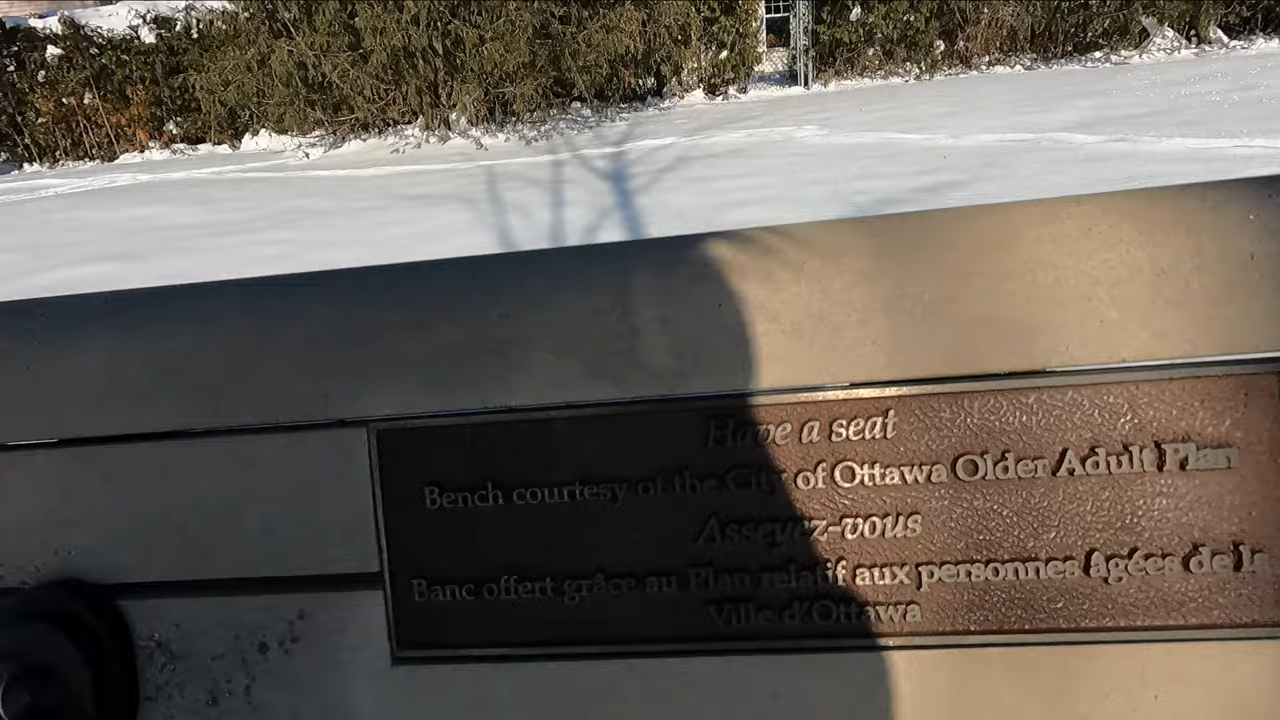 Have a seat
Bench courtesy of the City of Ottawa Older Adult Plan
Asseyez-vous
Banc offert grâce au Plan relatif aux personnes âgées de la
Ville d'Ottawa